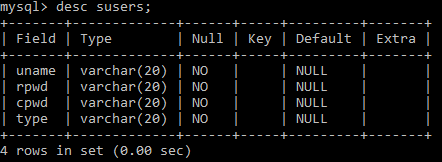 mysql> desc susers;
+-------+-------------+------+-----+---------+-------+
| Field | Type        | Null | Key | Default | Extra |
+-------+-------------+------+-----+---------+-------+
| uname | varchar(20) | NO   |     | NULL    |       |
| rpwd  | varchar(20) | NO   |     | NULL    |       |
| cpwd  | varchar(20) | NO   |     | NULL    |       |
| type  | varchar(20) | NO   |     | NULL    |       |
+-------+-------------+------+-----+---------+-------+
4 rows in set (0.00 sec)